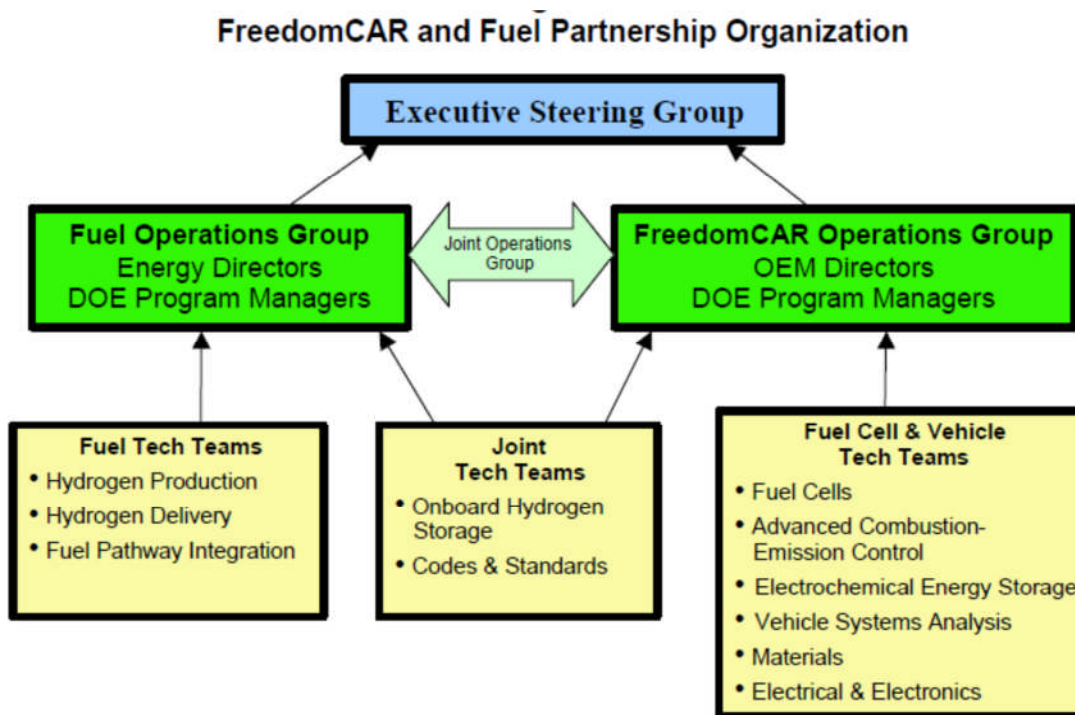 FreedomCAR and Fuel Partnership Organization
Executive Steering Group
Fuel Operations Group
Energy Directors
DOE Program Managers
Joint Operations
Group
FreedomCAR Operations Group
OEM Directors
DOE Program Managers
Fuel Tech Teams
• Hydrogen Production
• Hydrogen Delivery
• Fuel Pathway Integration
Joint
Tech Teams
• Onboard Hydrogen
Storage
• Codes & Standards
Fuel Cell & Vehicle
Tech Teams
• Fuel Cells
• Advanced Combustion-
Emission Control
• Electrochemical Energy Storage
• Vehicle Systems Analysis
• Materials
• Electrical & Electronics